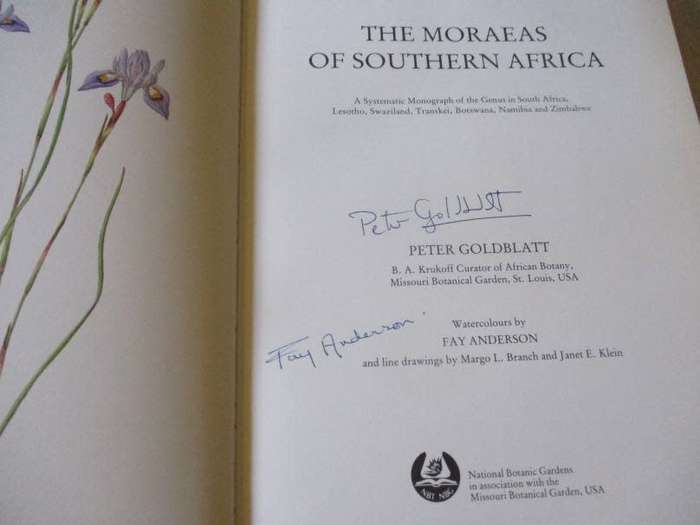 THE MORAEAS
OF SOUTHERN AFRICA
A Systematic Monograph of the Genus in South Africa,
Lesotho, Swaziland, Transkei, Botswana, Namibia and Zimbabwe
Peter Goldblatt
PETER GOLDBLATT
B. A. Krukoff Curator of African Botany,
Missouri Botanical Garden, St. Louis, USA
Fay Anderson
Watercolours by
FAY ANDERSON
and line drawings by Margo L. Branch and Janet E. Klein
NBT NBG
National Botanic Gardens
in association with the
Missouri Botanical Garden, USA